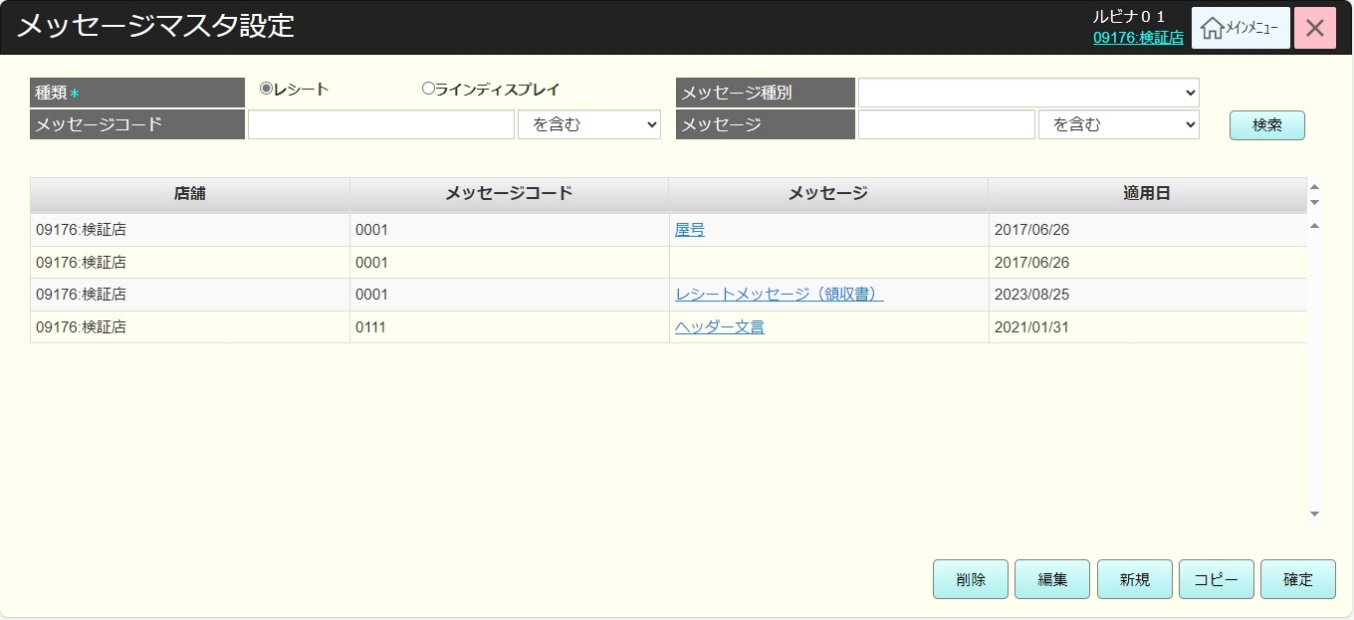 メッセージマスタ設定
ルビナ０１
09176:検証店
ﾒｲﾝﾒﾆｭｰ
種類*
レシート
ラインディスプレイ
メッセージ種別
メッセージコード
を含む
メッセージ
を含む
検索
店舗 メッセージコード メッセージ 適用日
09176:検証店 0001 屋号 2017/06/26
09176:検証店 0001 2017/06/26
09176:検証店 0001 レシートメッセージ（領収書） 2023/08/25
09176:検証店 0111 ヘッダー文言 2021/01/31
削除 編集 新規 コピー 確定